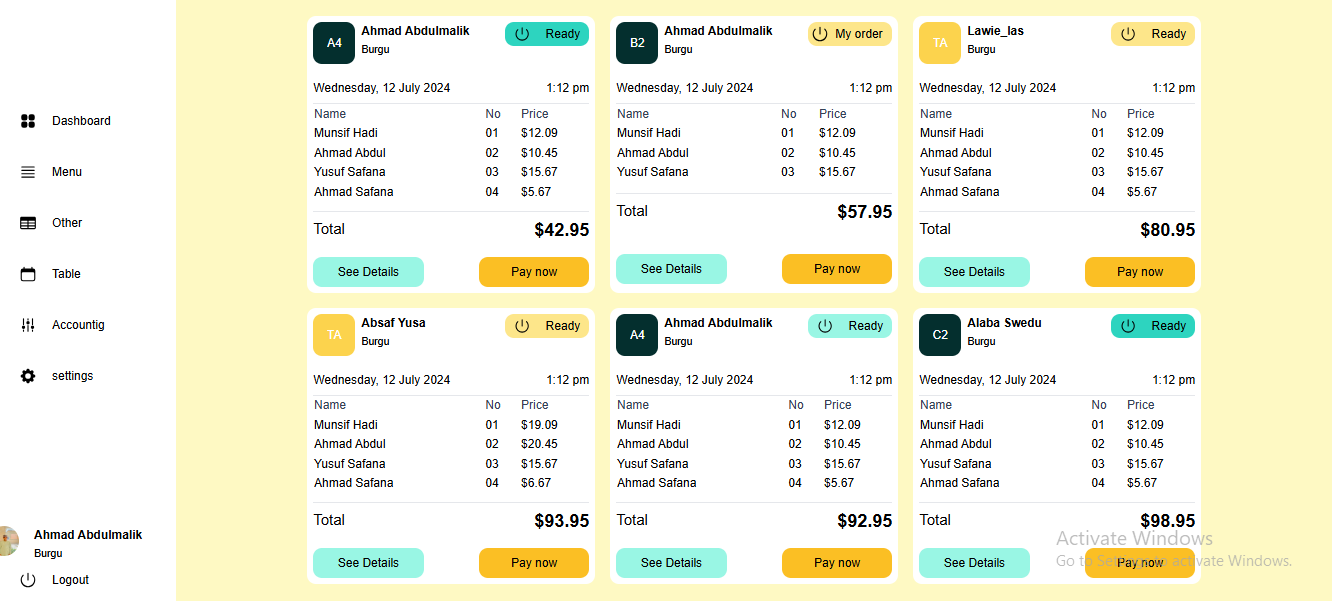 Dashboard
Menu
Other
Table
Accountig
settings
Ahmad Abdulmalik
Burgu
Logout
A4
Ahmad Abdulmalik
Burgu
Ready
Wednesday, 12 July 2024 1:12 pm
Name No Price
Munsif Hadi 01 $12.09
Ahmad Abdul 02 $10.45
Yusuf Safana 03 $15.67
Ahmad Safana 04 $5.67
Total $42.95
See Details Pay now
B2
Ahmad Abdulmalik
Burgu
My order
Wednesday, 12 July 2024 1:12 pm
Name No Price
Munsif Hadi 01 $12.09
Ahmad Abdul 02 $10.45
Yusuf Safana 03 $15.67
Total $57.95
See Details Pay now
TA
Lawie_las
Burgu
Ready
Wednesday, 12 July 2024 1:12 pm
Name No Price
Munsif Hadi 01 $12.09
Ahmad Abdul 02 $10.45
Yusuf Safana 03 $15.67
Ahmad Safana 04 $5.67
Total $80.95
See Details Pay now
TA
Absaf Yusa
Burgu
Ready
Wednesday, 12 July 2024 1:12 pm
Name No Price
Munsif Hadi 01 $19.09
Ahmad Abdul 02 $20.45
Yusuf Safana 03 $15.67
Ahmad Safana 04 $6.67
Total $93.95
See Details Pay now
A4
Ahmad Abdulmalik
Burgu
Ready
Wednesday, 12 July 2024 1:12 pm
Name No Price
Munsif Hadi 01 $12.09
Ahmad Abdul 02 $10.45
Yusuf Safana 03 $15.67
Ahmad Safana 04 $5.67
Total $92.95
See Details Pay now
C2
Alaba Swedu
Burgu
Ready
Wednesday, 12 July 2024 1:12 pm
Name No Price
Munsif Hadi 01 $12.09
Ahmad Abdul 02 $10.45
Yusuf Safana 03 $15.67
Ahmad Safana 04 $5.67
Total $98.95
See Details Pay now
Activate Windows
Go to Settings to activate Windows.